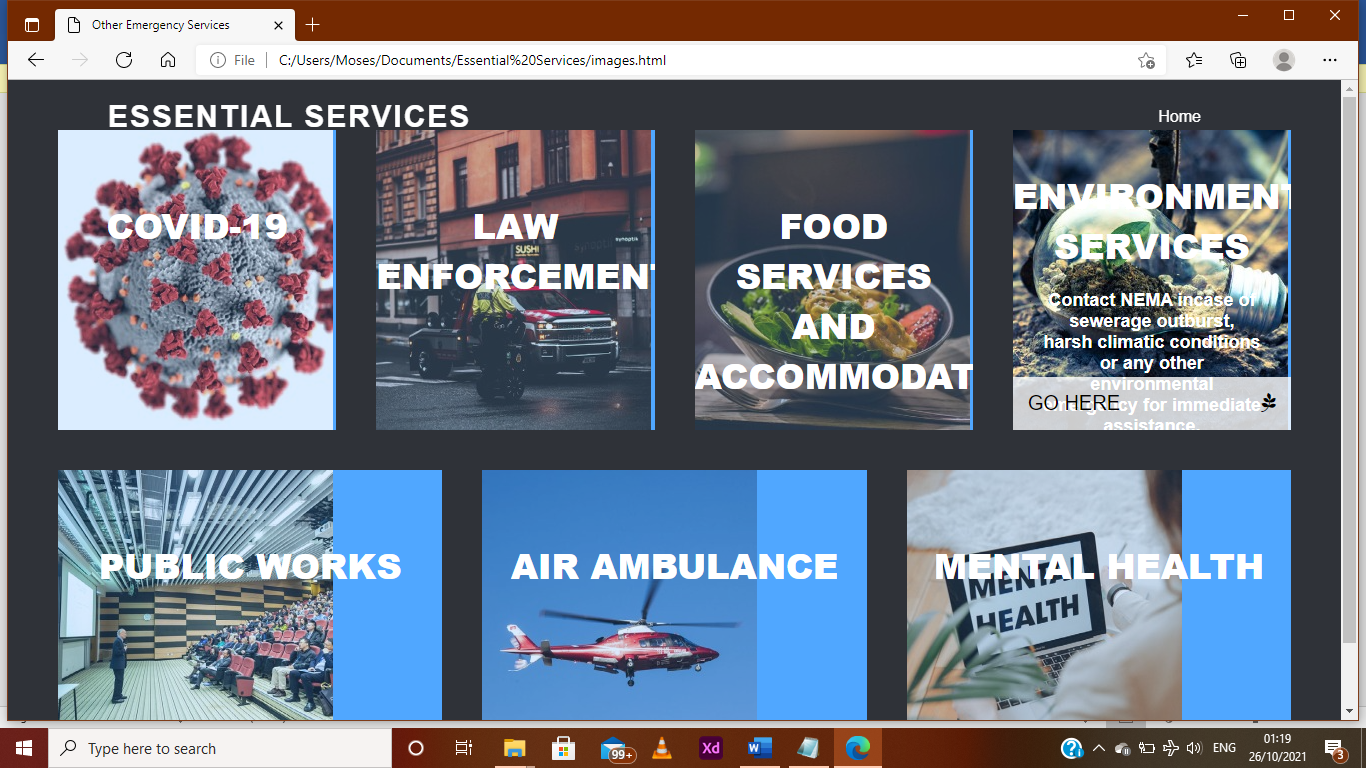 Other Emergency Services
File
C:/Users/Moses/Documents/Essential%20Services/images.html
ESSENTIAL SERVICES
Home
COVID-19
LAW
ENFORCEMENT
SUSHI
synoptik
FOOD
SERVICES
AND
ACCOMMODAT
ENVIRONMENT
SERVICES
Contact NEMA incase of
sewerage outburst,
harsh climatic conditions
or any other
environmental
emergency for immediate
assistance.
GO HERE
PUBLIC WORKS
AIR AMBULANCE
MENTAL HEALTH
MENTAL
HEALTH
Type here to search
99+
Xd
W
ENG
01:19
26/10/2021
3